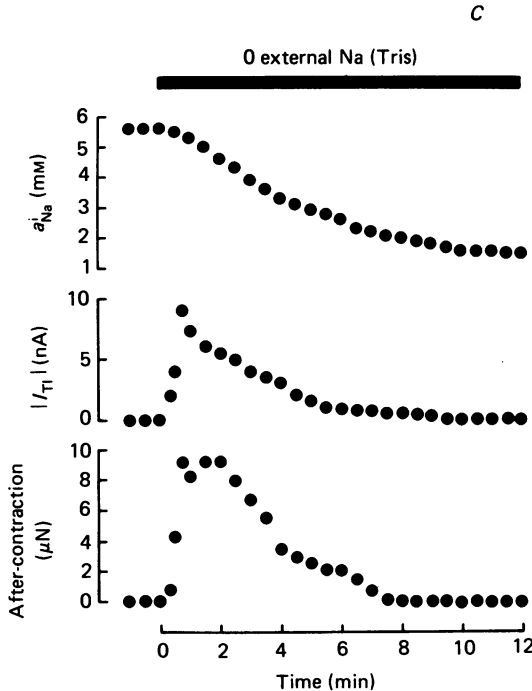 C
0 external Na (Tris)
6
5
4
3
2
1
a^i_Na (mM)
10
5
0
|I_TI| (nA)
10
8
6
4
2
0
After-contraction
(μN)
0 2 4 6 8 10 12
Time (min)